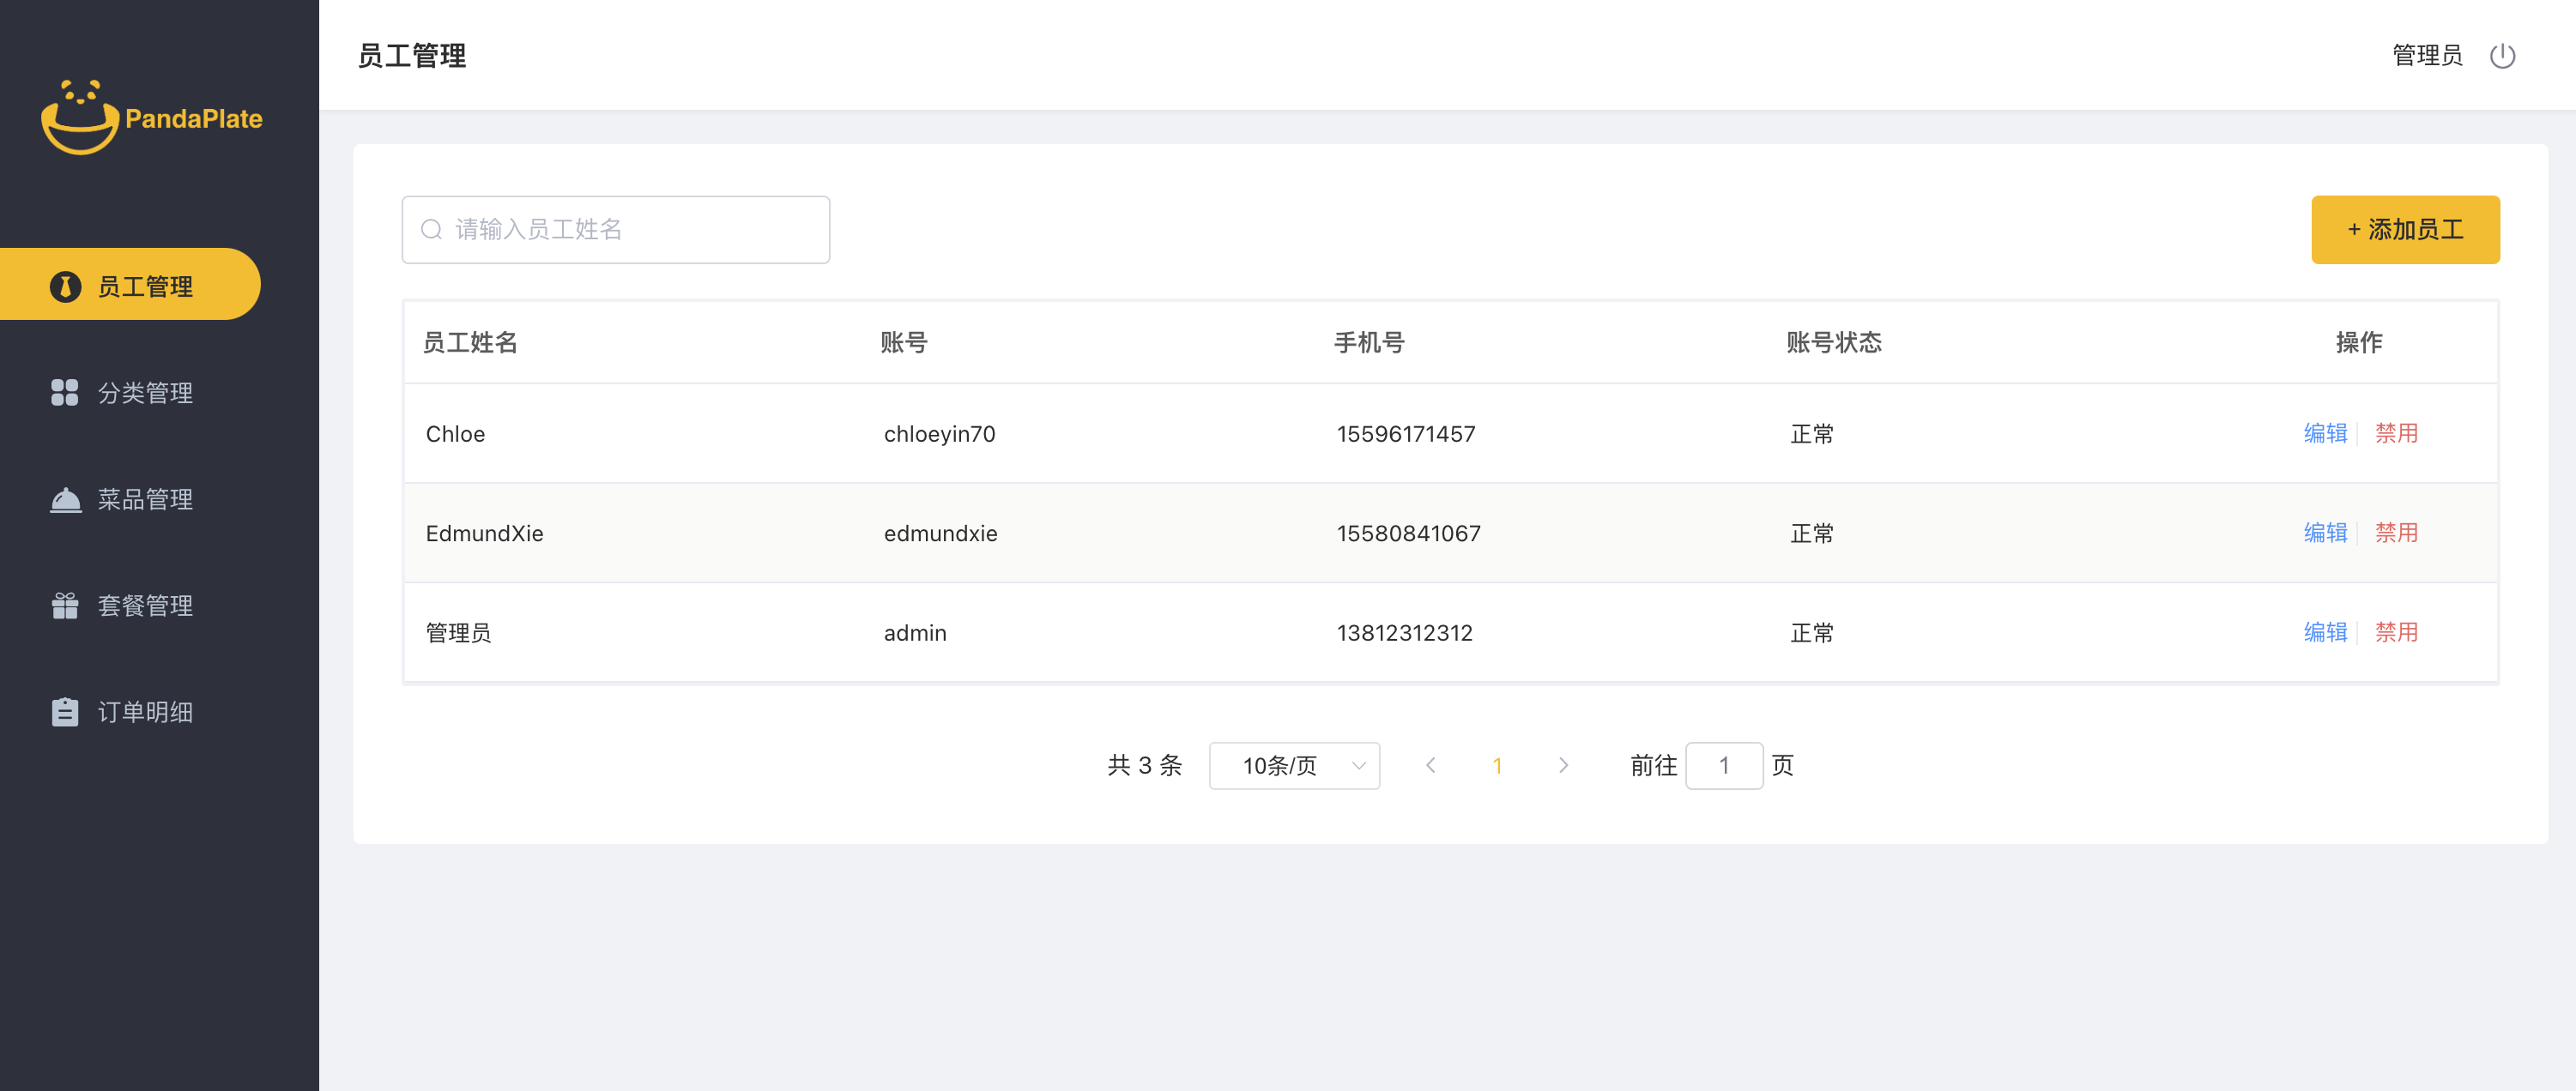 PandaPlate
员工管理
分类管理
菜品管理
套餐管理
订单明细
员工管理 管理员
请输入员工姓名 + 添加员工
员工姓名 账号 手机号 账号状态 操作
Chloe chloeyin70 15596171457 正常 编辑 禁用
EdmundXie edmundxie 15580841067 正常 编辑 禁用
管理员 admin 13812312312 正常 编辑 禁用
共 3 条 10条/页 1 前往 1 页